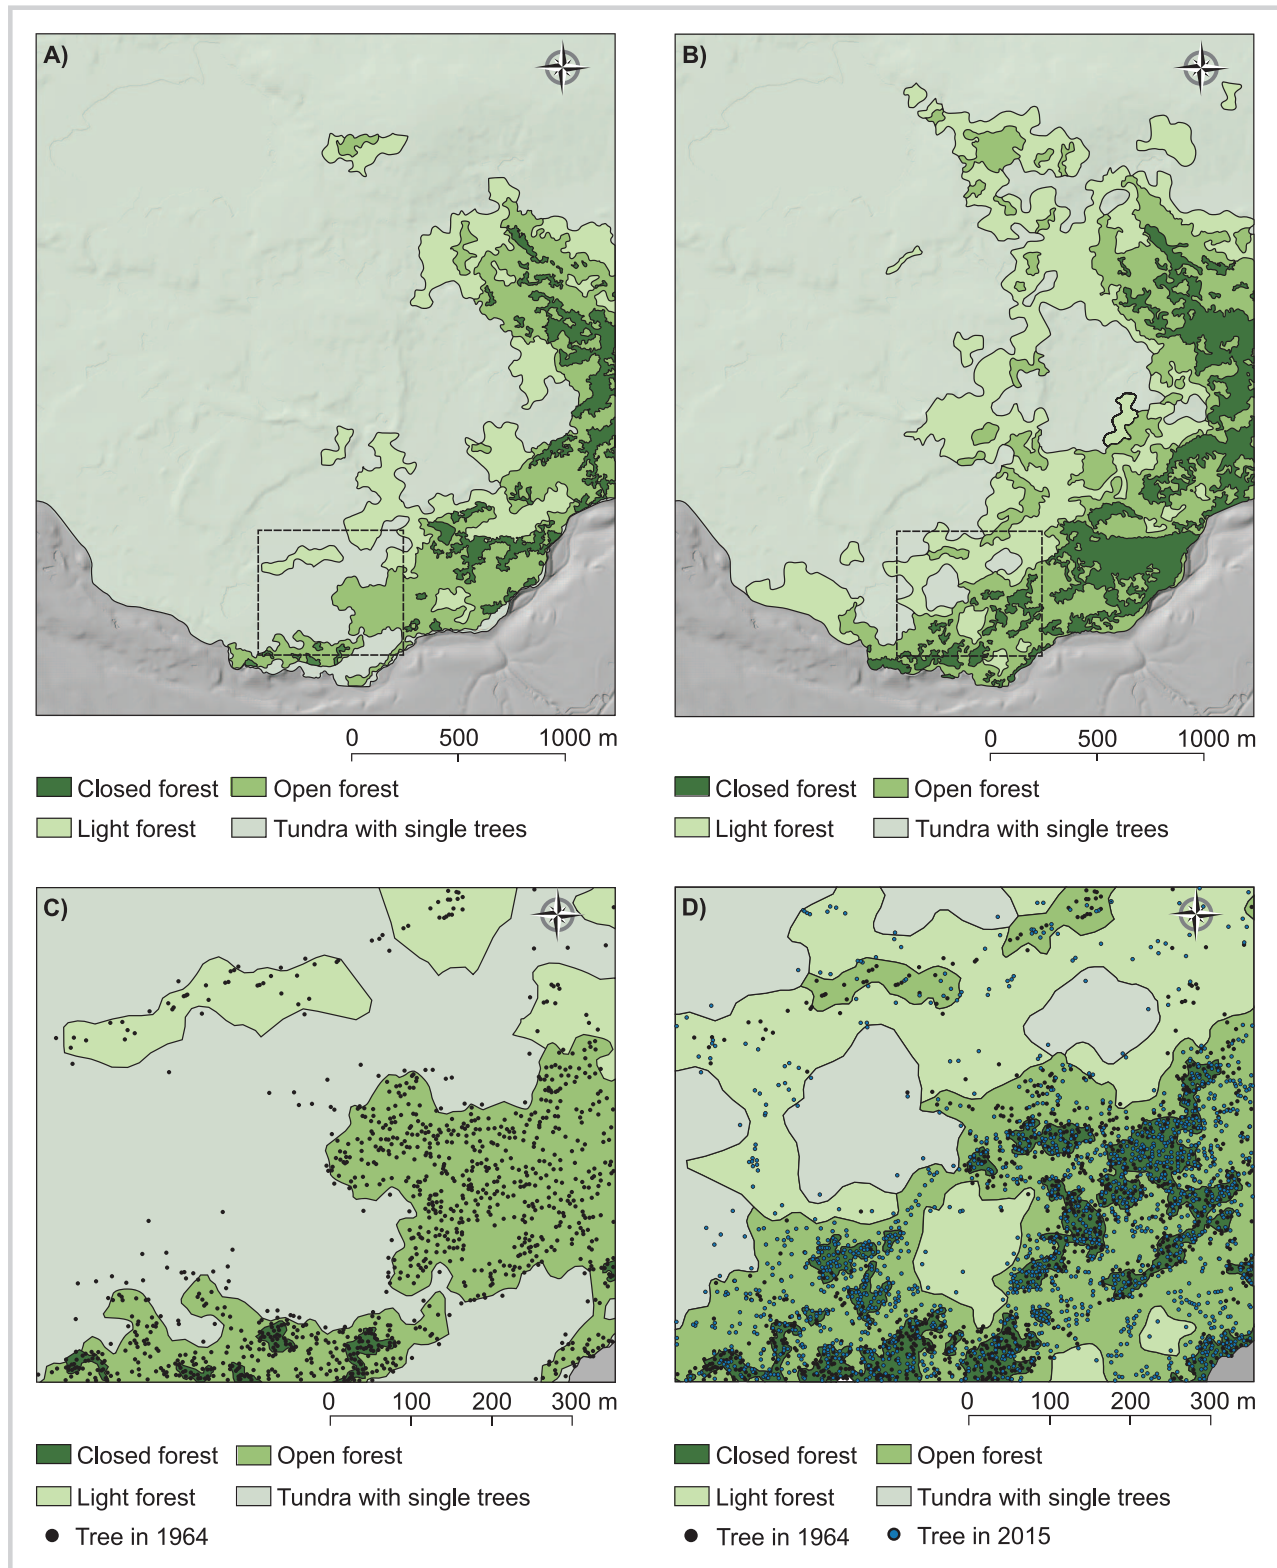 A)
B)
0 500 1000 m
0 500 1000 m
Closed forest Open forest
Light forest Tundra with single trees
Closed forest Open forest
Light forest Tundra with single trees
C)
D)
0 100 200 300 m
0 100 200 300 m
Closed forest Open forest
Light forest Tundra with single trees
Tree in 1964
Closed forest Open forest
Light forest Tundra with single trees
Tree in 1964 Tree in 2015